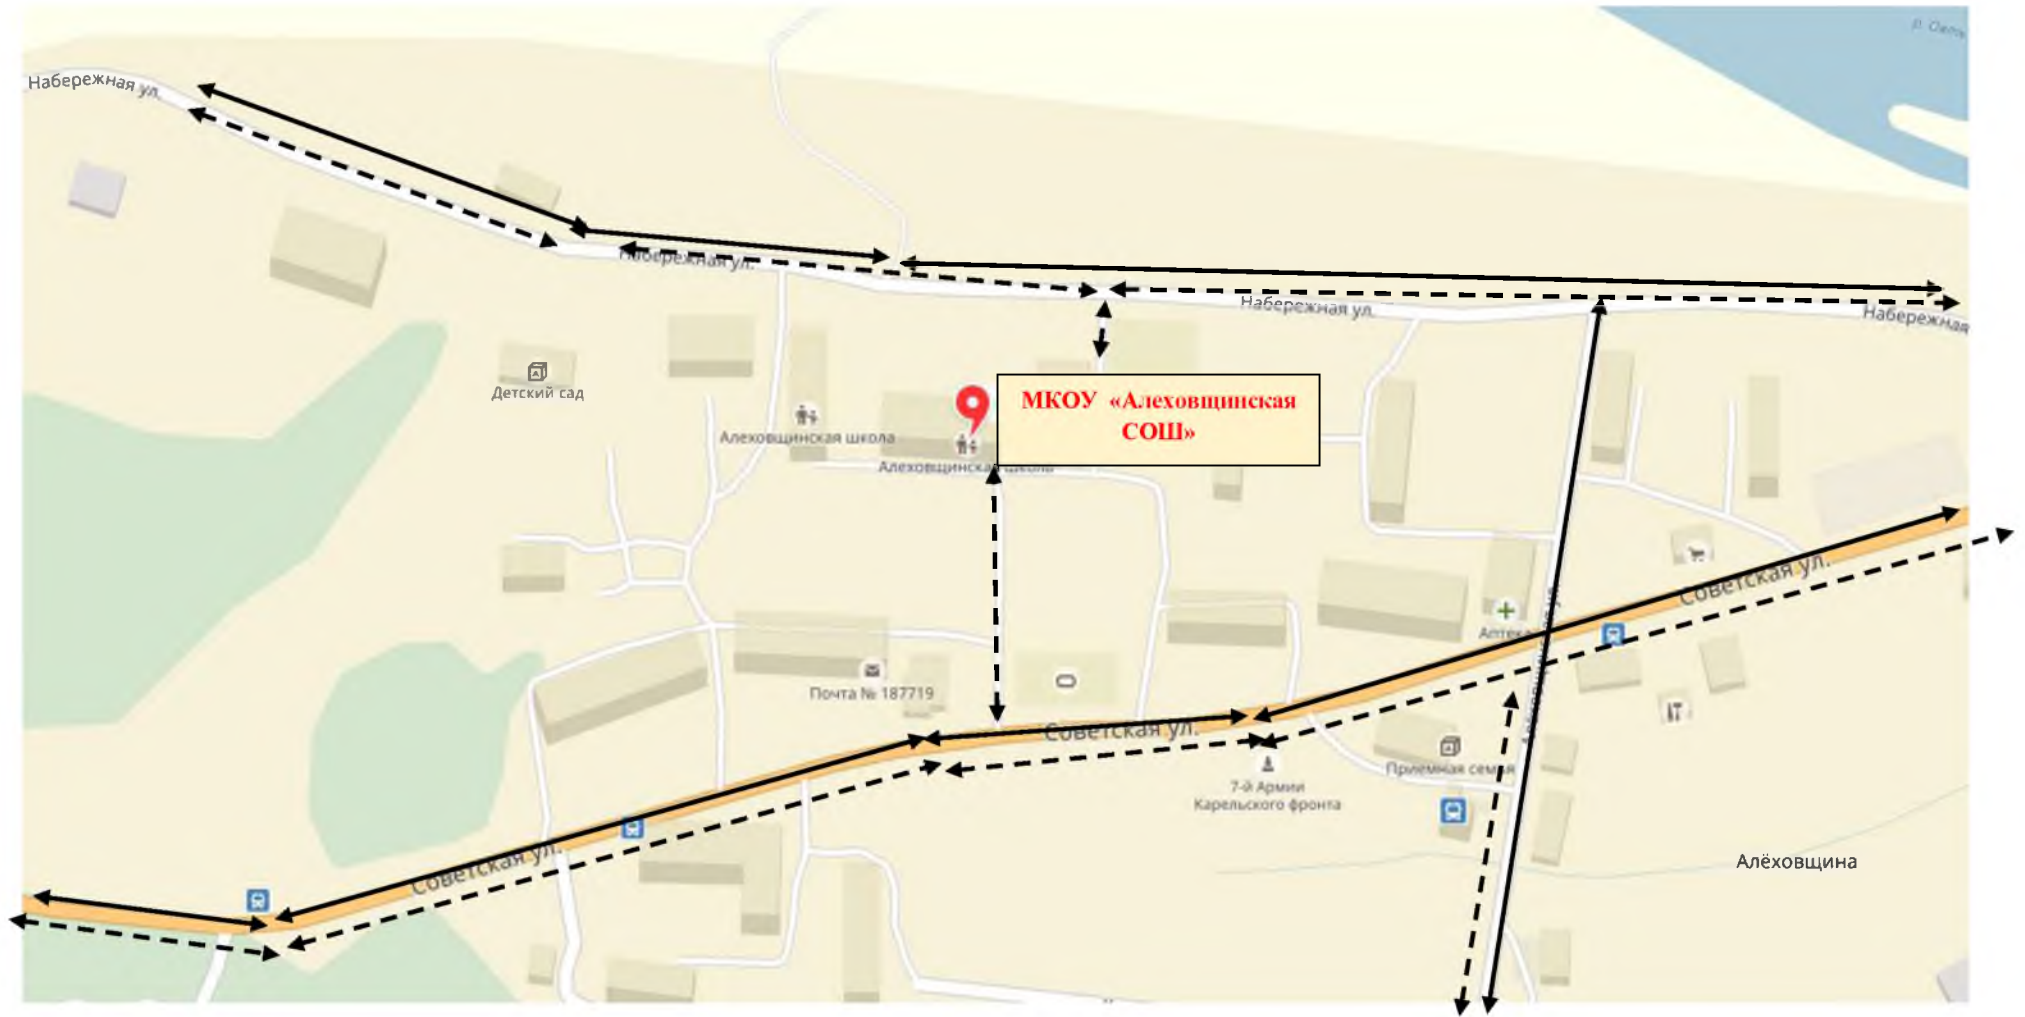 р. Оять
Набережная ул.
Набережная ул.
Набережная ул.
Набережная
Детский сад
МКОУ «Алеховщинская
СОШ»
Алеховщинская школа
Алеховщинская школа
Советская ул.
Аптека
Почта № 187719
Советская ул.
Приемная семья
7-й Армии
Карельского фронта
Советская ул.
Алёховщина